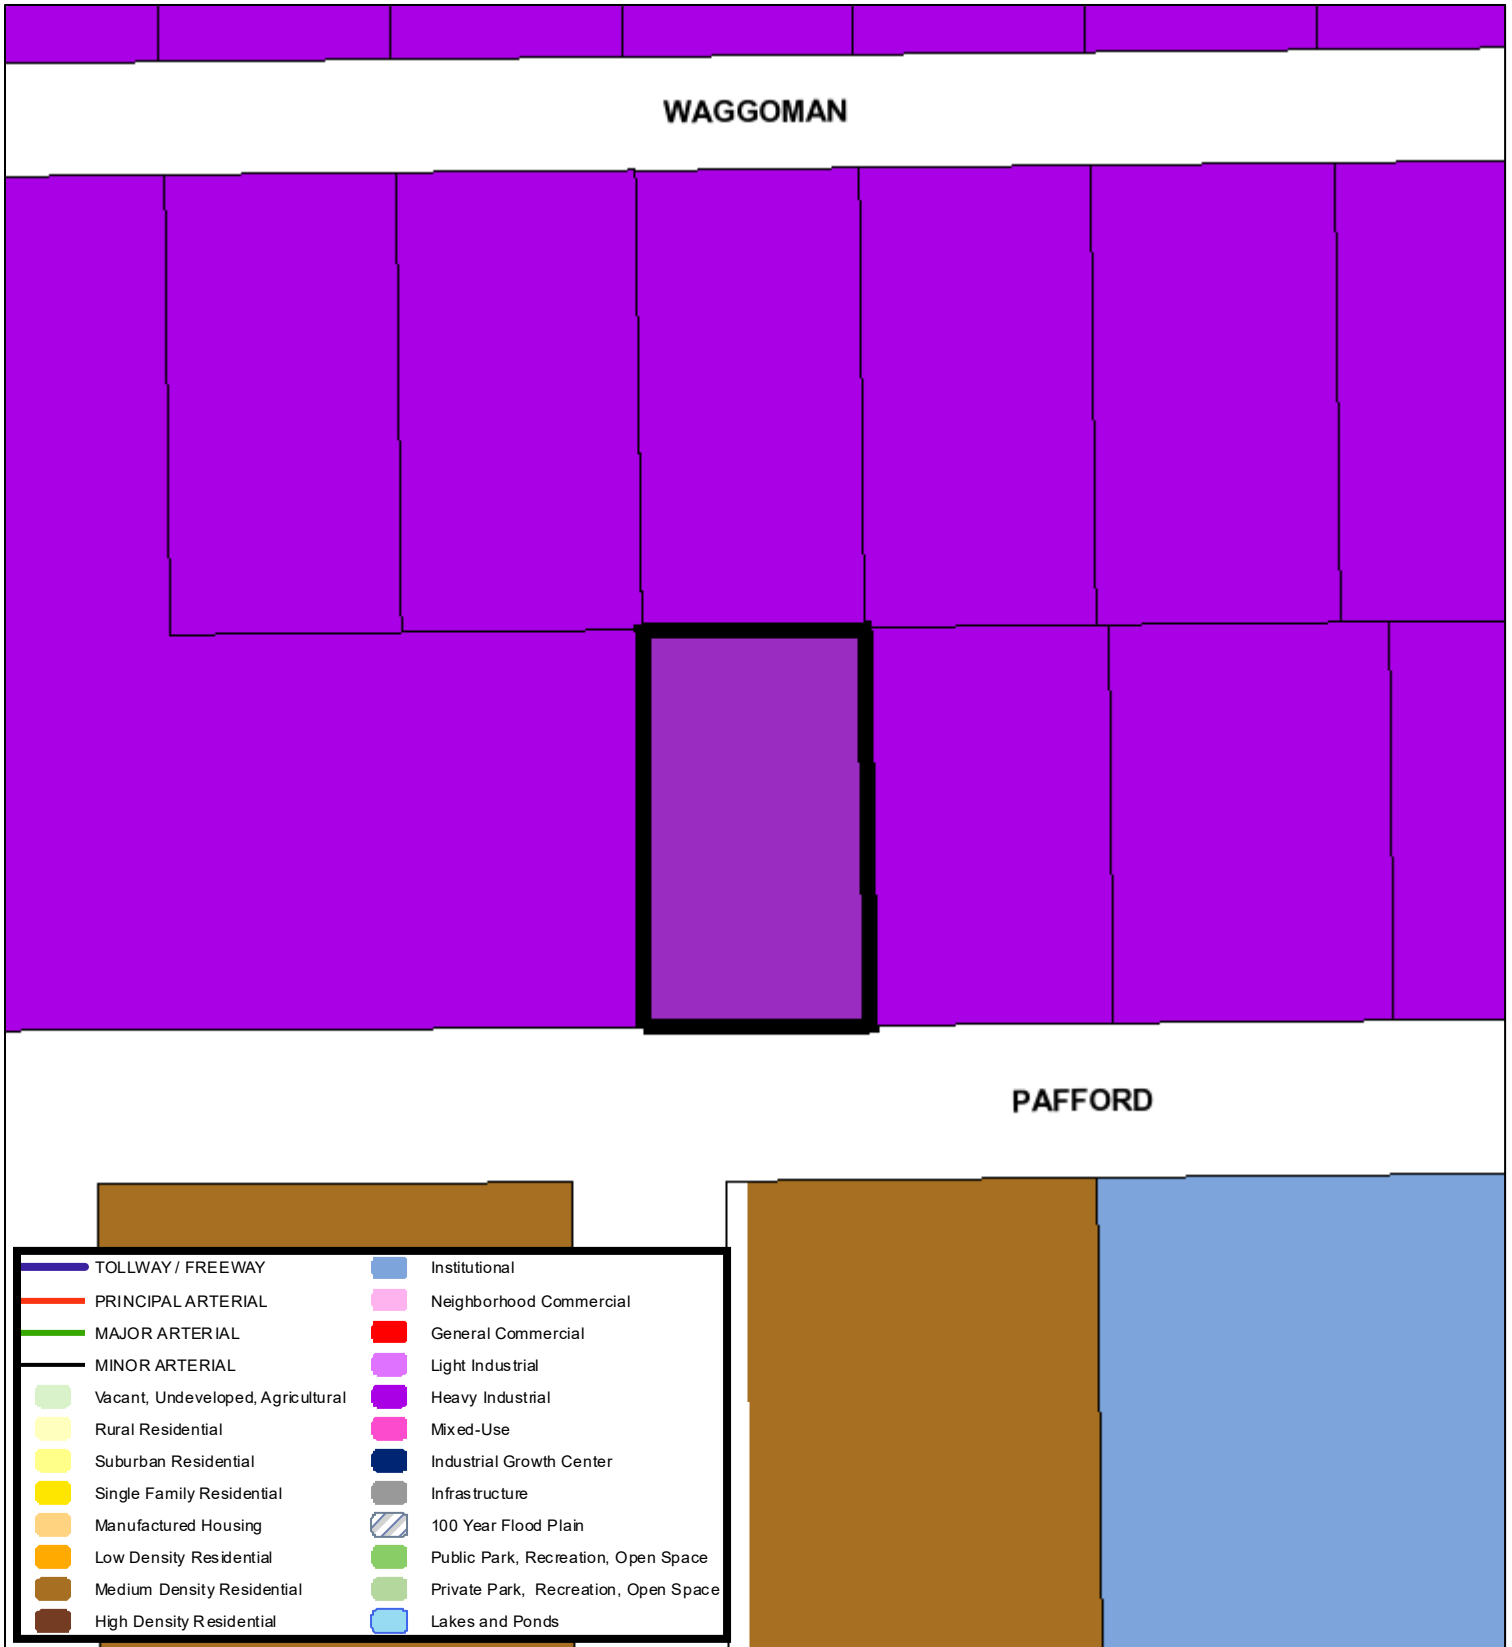 WAGGOMAN
PAFFORD
TOLLWAY / FREEWAY
PRINCIPAL ARTERIAL
MAJOR ARTERIAL
MINOR ARTERIAL
Vacant, Undeveloped, Agricultural
Rural Residential
Suburban Residential
Single Family Residential
Manufactured Housing
Low Density Residential
Medium Density Residential
High Density Residential
Institutional
Neighborhood Commercial
General Commercial
Light Industrial
Heavy Industrial
Mixed-Use
Industrial Growth Center
Infrastructure
100 Year Flood Plain
Public Park, Recreation, Open Space
Private Park, Recreation, Open Space
Lakes and Ponds